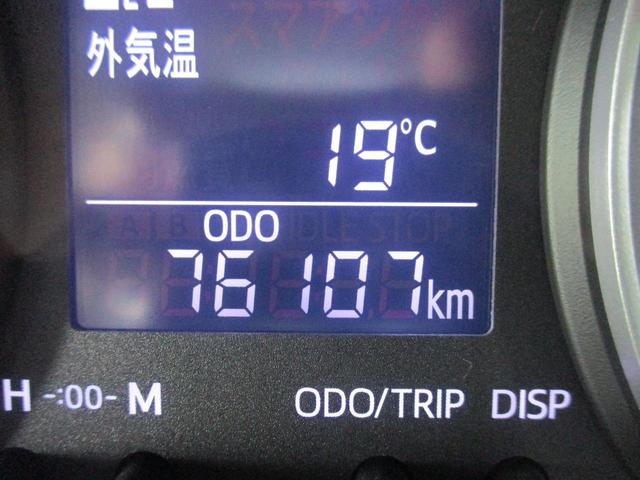 外気温
19°C
ODO
76107km
H -:00- M ODO/TRIP DISP